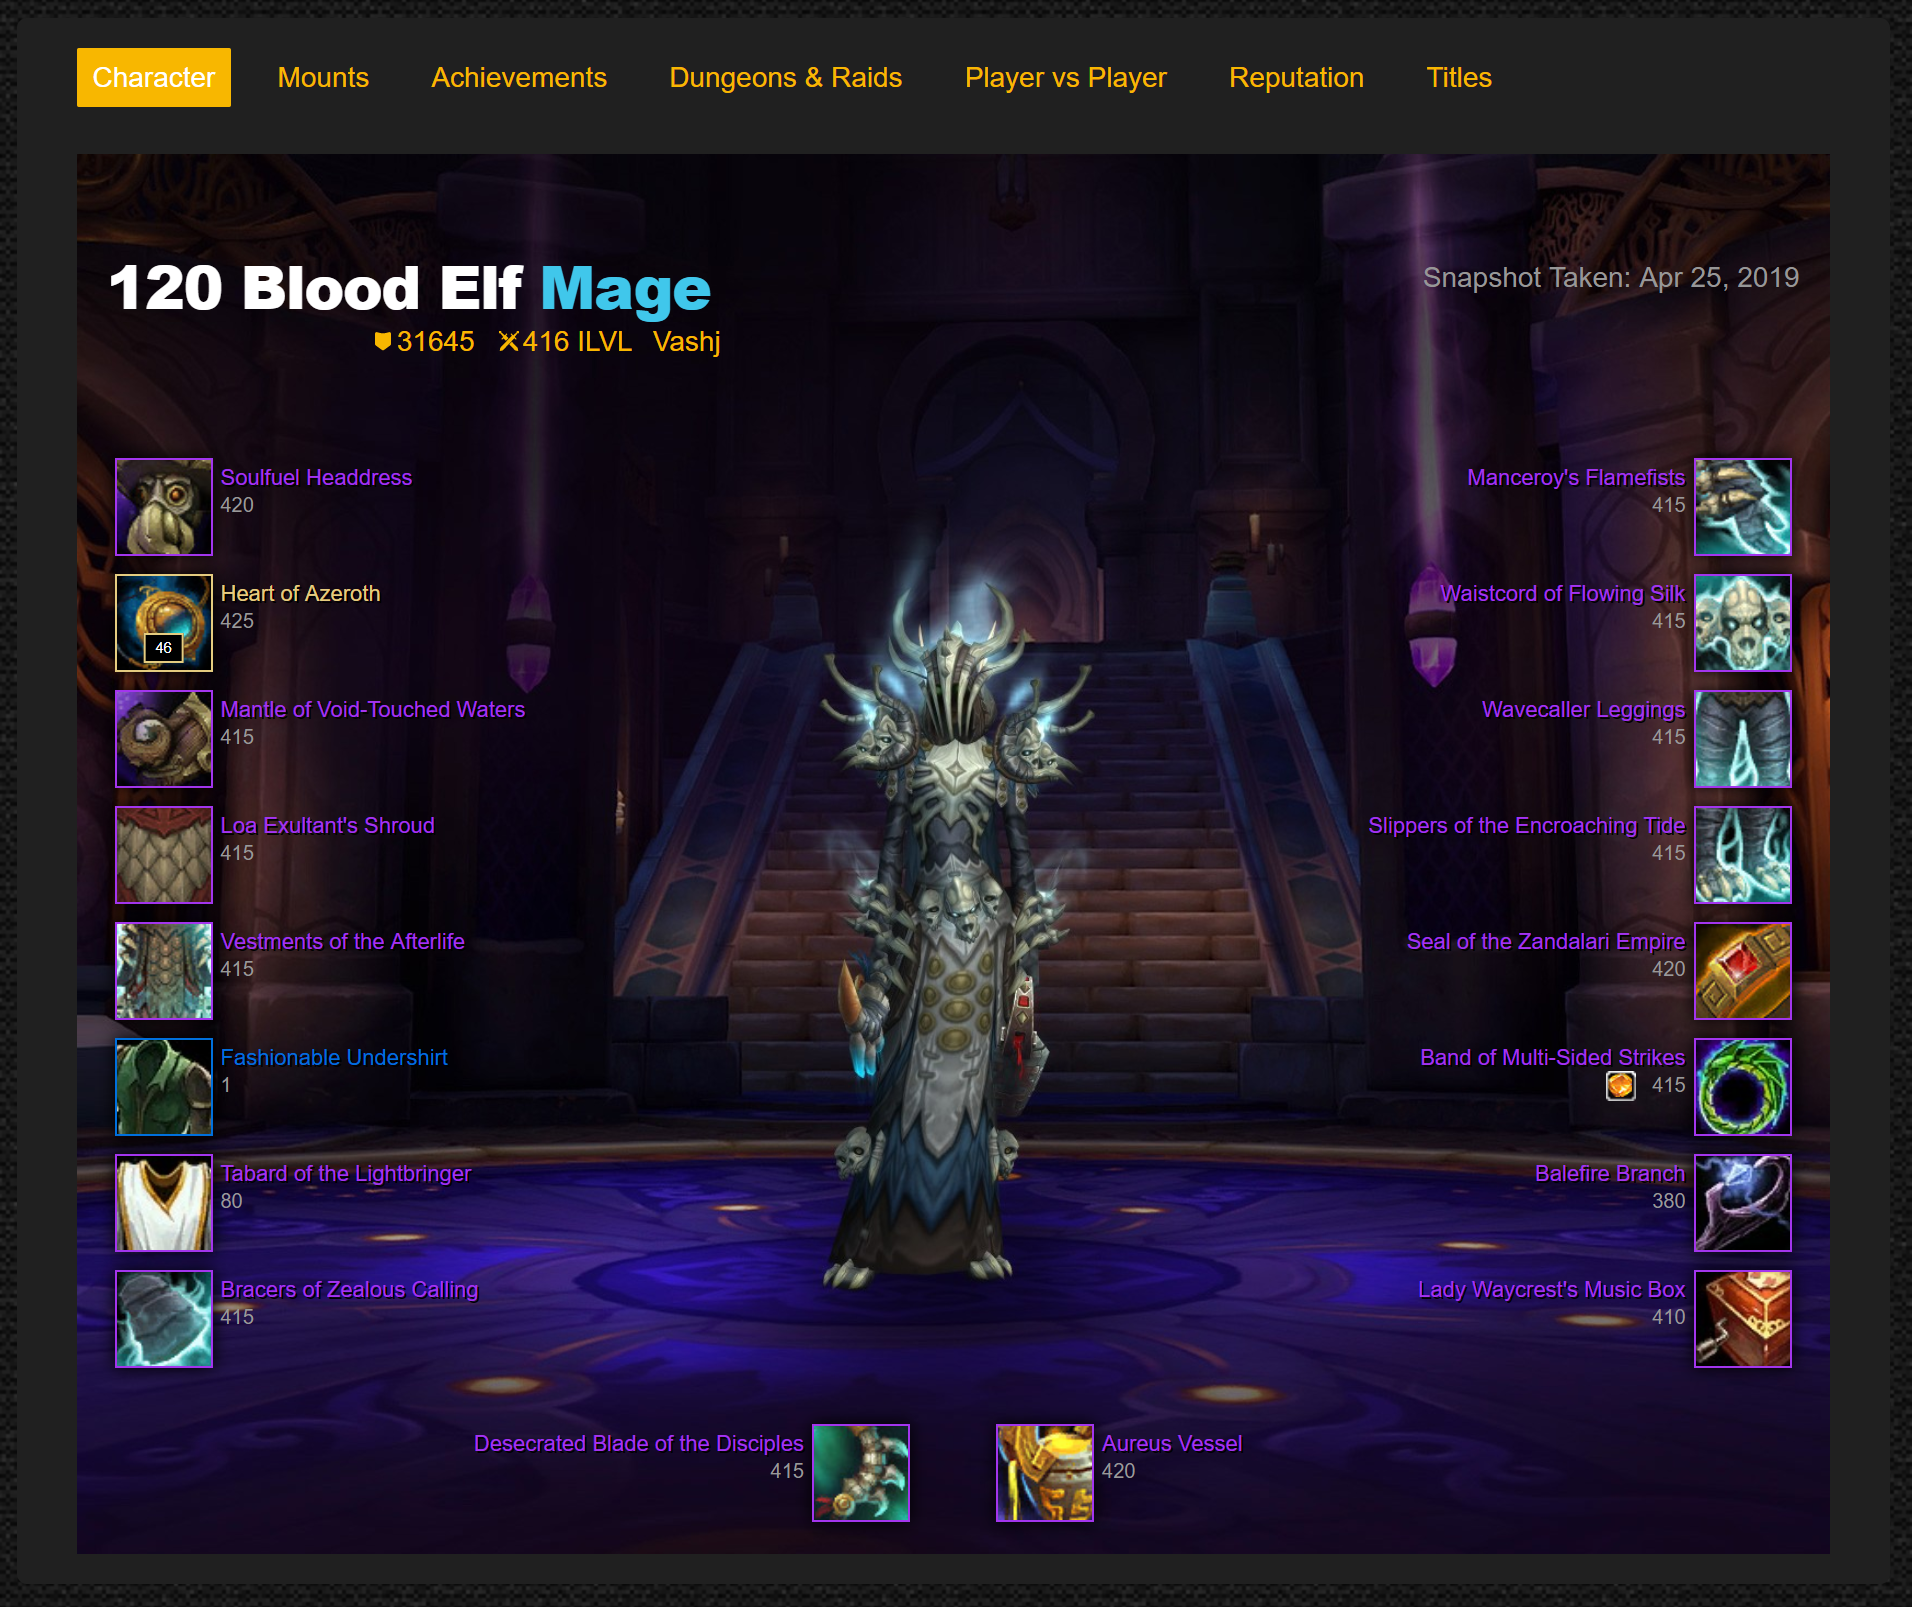 Character Mounts Achievements Dungeons & Raids Player vs Player Reputation Titles
120 Blood Elf Mage
31645 416 ILVL Vashj
Snapshot Taken: Apr 25, 2019
Soulfuel Headdress
420
Heart of Azeroth
425
46
Mantle of Void-Touched Waters
415
Loa Exultant's Shroud
415
Vestments of the Afterlife
415
Fashionable Undershirt
1
Tabard of the Lightbringer
80
Bracers of Zealous Calling
415
Manceroy's Flamefists
415
Waistcord of Flowing Silk
415
Wavecaller Leggings
415
Slippers of the Encroaching Tide
415
Seal of the Zandalari Empire
420
Band of Multi-Sided Strikes
415
Balefire Branch
380
Lady Waycrest's Music Box
410
Desecrated Blade of the Disciples
415
Aureus Vessel
420